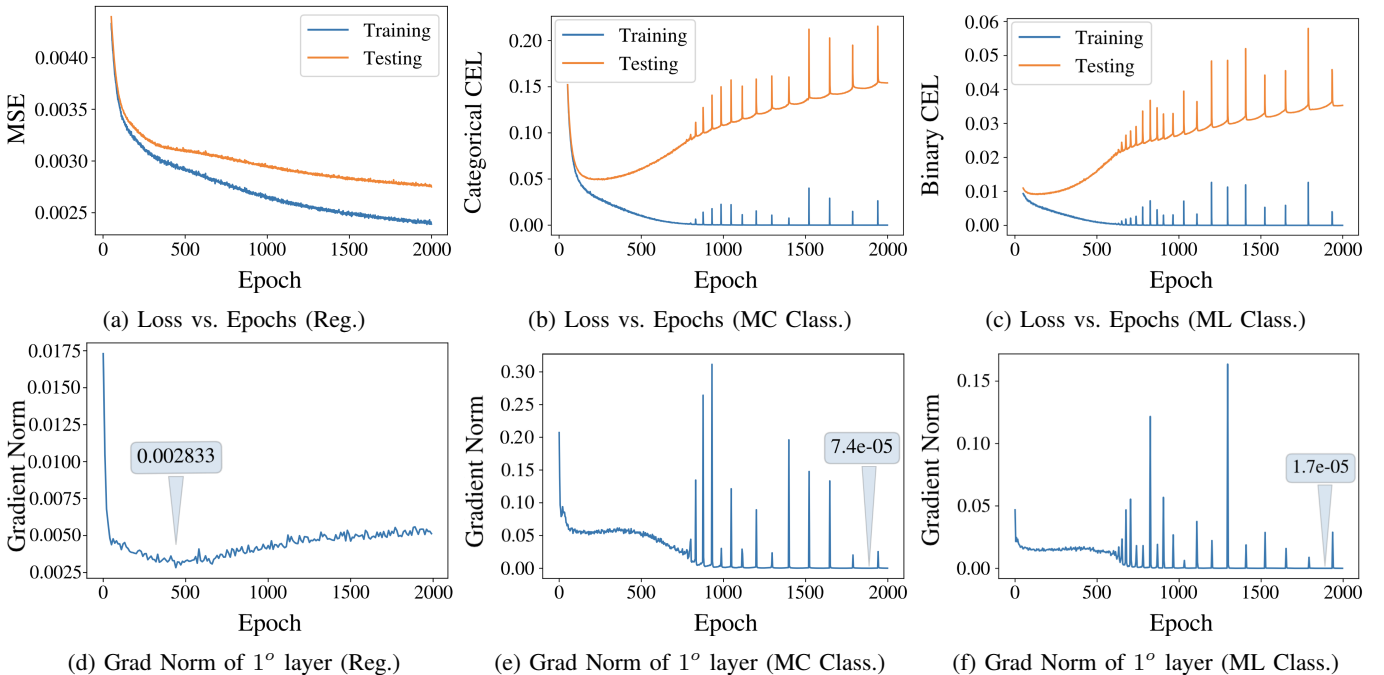 MSE
0.0040
0.0035
0.0030
0.0025
Training
Testing
0
500
1000
1500
2000
Epoch
(a) Loss vs. Epochs (Reg.)
Categorical CEL
0.20
0.15
0.10
0.05
0.00
Training
Testing
0
500
1000
1500
2000
Epoch
(b) Loss vs. Epochs (MC Class.)
Binary CEL
0.06
0.05
0.04
0.03
0.02
0.01
0.00
Training
Testing
0
500
1000
1500
2000
Epoch
(c) Loss vs. Epochs (ML Class.)
Gradient Norm
0.0175
0.0150
0.0125
0.0100
0.0075
0.0050
0.0025
0.002833
0
500
1000
1500
2000
Epoch
(d) Grad Norm of 1º layer (Reg.)
Gradient Norm
0.30
0.25
0.20
0.15
0.10
0.05
0.00
7.4e-05
0
500
1000
1500
2000
Epoch
(e) Grad Norm of 1º layer (MC Class.)
Gradient Norm
0.15
0.10
0.05
0.00
1.7e-05
0
500
1000
1500
2000
Epoch
(f) Grad Norm of 1º layer (ML Class.)